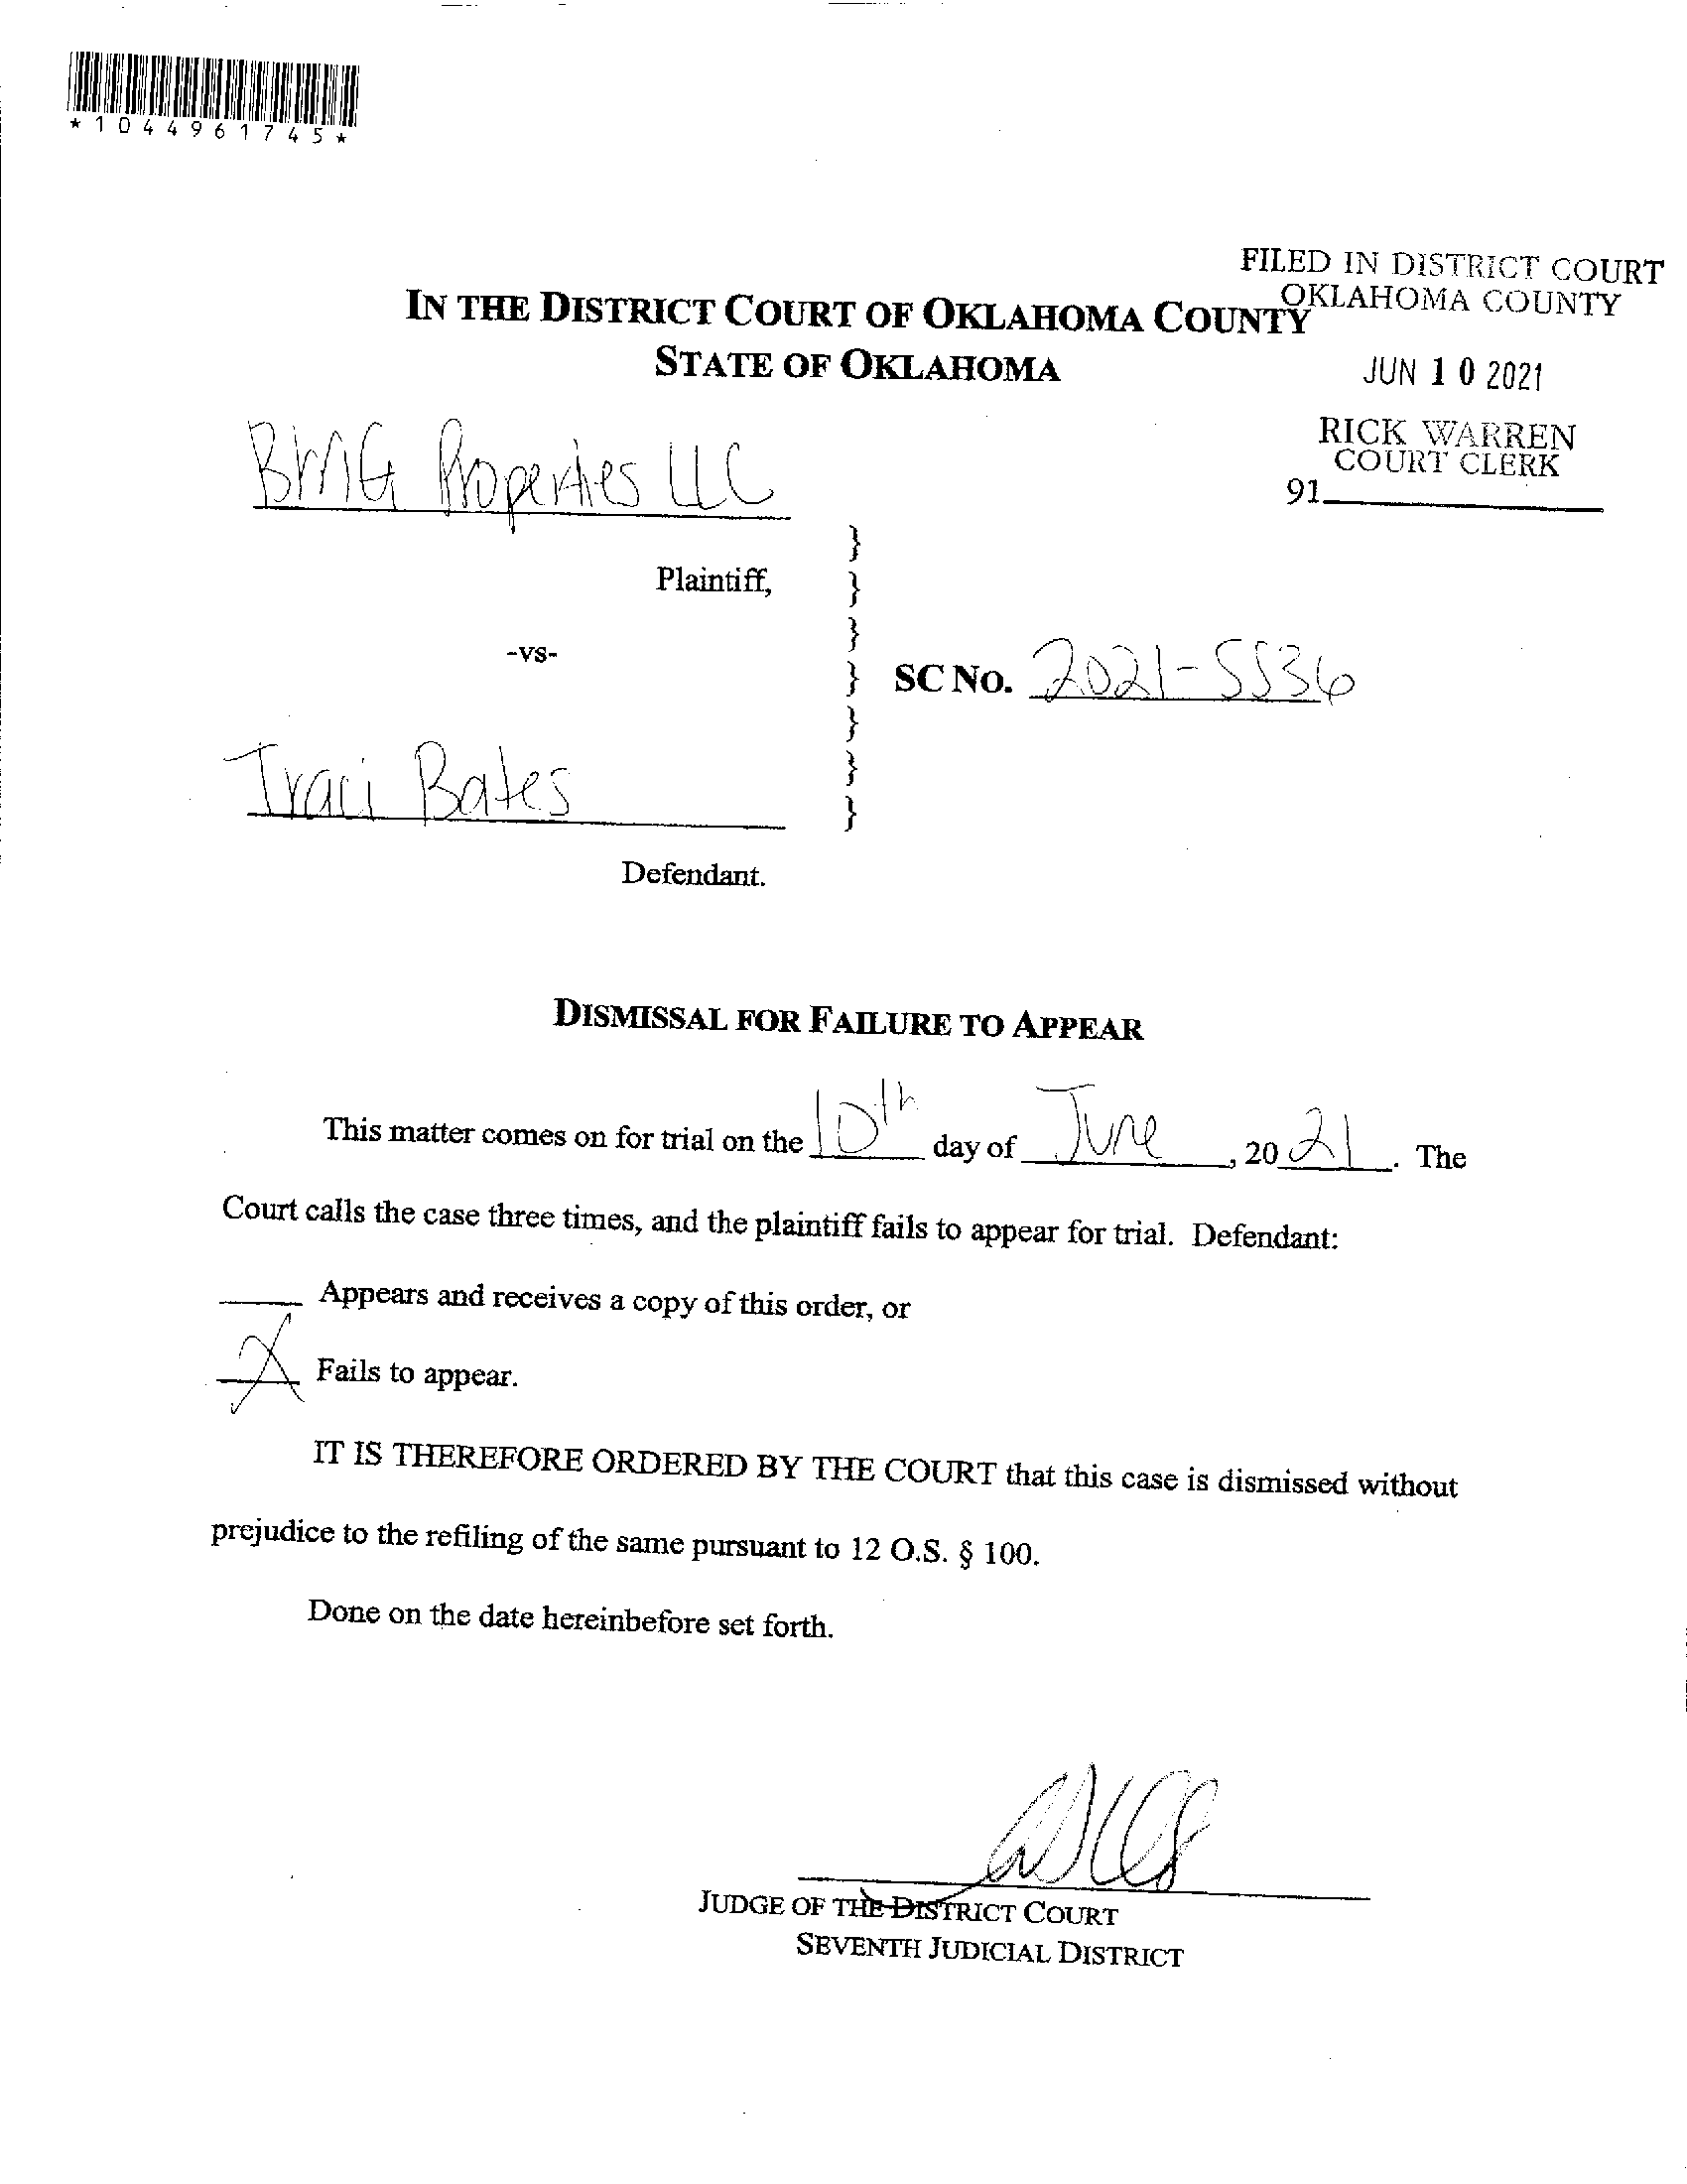 *1044961745*
FILED IN DISTRICT COURT
OKLAHOMA COUNTY
IN THE DISTRICT COURT OF OKLAHOMA COUNTY
STATE OF OKLAHOMA
JUN 10 2021
RICK WARREN
COURT CLERK
91
BMG Properties LLC
Plaintiff,
-vs-
SC No. 2021-5536
Traci Bates
Defendant.
}
}
}
}
}
}
}
DISMISSAL FOR FAILURE TO APPEAR
This matter comes on for trial on the 10th day of June, 2021. The
Court calls the case three times, and the plaintiff fails to appear for trial. Defendant:
Appears and receives a copy of this order, or
X Fails to appear.
IT IS THEREFORE ORDERED BY THE COURT that this case is dismissed without
prejudice to the refiling of the same pursuant to 12 O.S. § 100.
Done on the date hereinbefore set forth.
JUDGE OF THE DISTRICT COURT
SEVENTH JUDICIAL DISTRICT